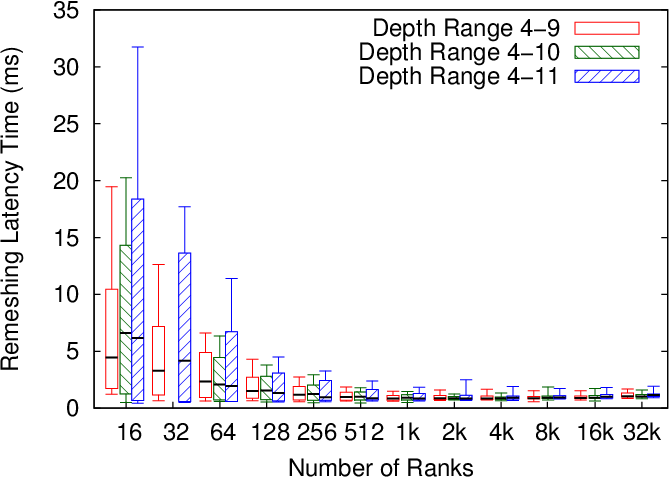 35
30
25
20
15
10
5
0
Remeshing Latency Time (ms)
Depth Range 4−9
Depth Range 4−10
Depth Range 4−11
16 32 64 128 256 512 1k 2k 4k 8k 16k 32k
Number of Ranks